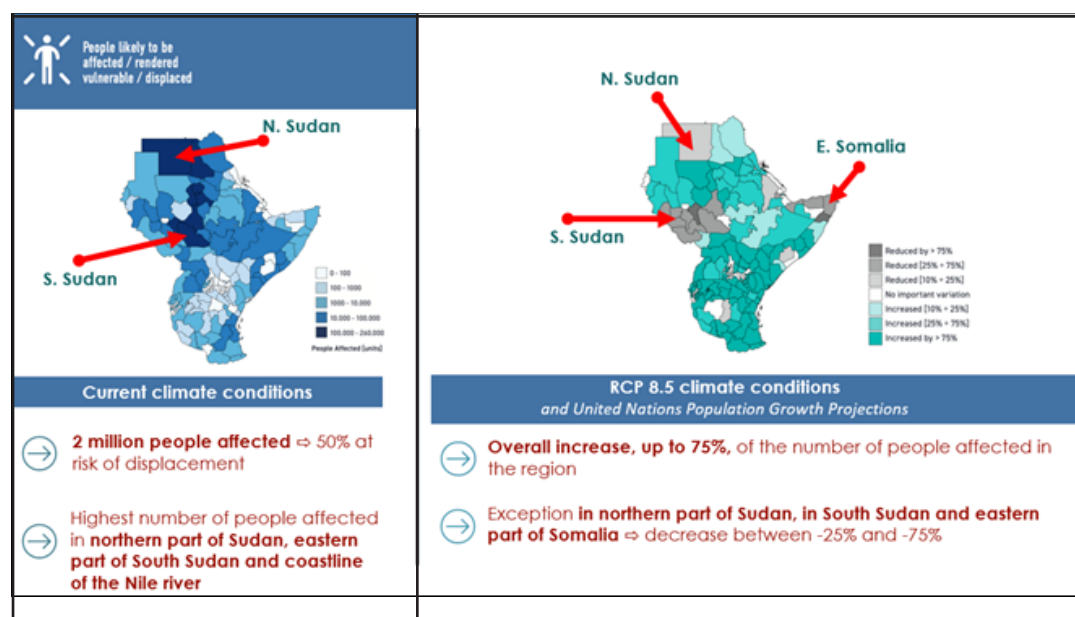 People likely to be
affected / rendered
vulnerable / displaced
N. Sudan
S. Sudan
0 - 100
100 - 1000
1000 - 10.000
10.000 - 100.000
100.000 - 260.000
People Affected [units]
Current climate conditions
2 million people affected ⇨ 50% at
risk of displacement
Highest number of people affected
in northern part of Sudan, eastern
part of South Sudan and coastline
of the Nile river
N. Sudan
E. Somalia
S. Sudan
Reduced by > 75%
Reduced [25% ÷ 75%]
Reduced [10% ÷ 25%]
No important variation
Increased [10% ÷ 25%]
Increased [25% ÷ 75%]
Increased by > 75%
RCP 8.5 climate conditions
and United Nations Population Growth Projections
Overall increase, up to 75%, of the number of people affected in
the region
Exception in northern part of Sudan, in South Sudan and eastern
part of Somalia ⇨ decrease between -25% and -75%